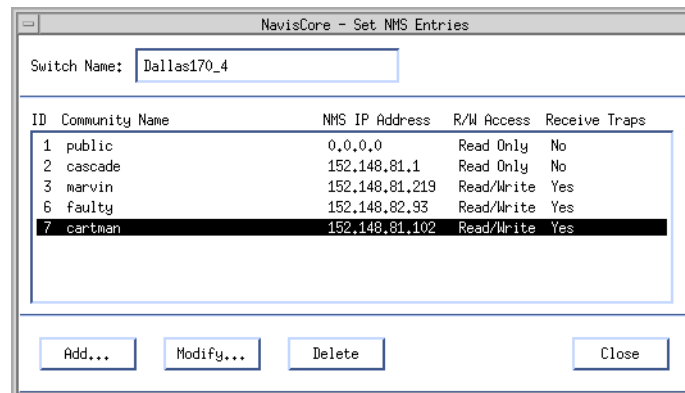 NavisCore - Set NMS Entries
Switch Name: Dallas170_4
ID Community Name NMS IP Address R/W Access Receive Traps
1 public 0.0.0.0 Read Only No
2 cascade 152.148.81.1 Read Only No
3 marvin 152.148.81.219 Read/Write Yes
6 faulty 152.148.82.93 Read/Write Yes
7 cartman 152.148.81.102 Read/Write Yes
Add... Modify... Delete Close